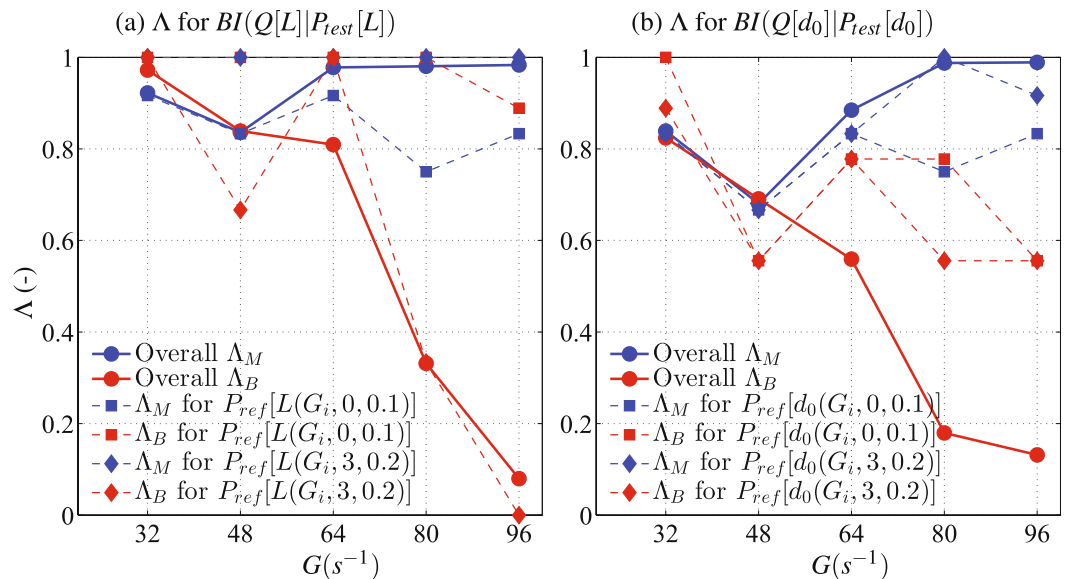 (a) Λ for BI(Q[L]|P_test[L])
(b) Λ for BI(Q[d_0]|P_test[d_0])
Λ (-)
1
0.8
0.6
0.4
0.2
0
Overall Λ_M
Overall Λ_B
Λ_M for P_ref[L(G_i, 0, 0.1)]
Λ_B for P_ref[L(G_i, 0, 0.1)]
Λ_M for P_ref[L(G_i, 3, 0.2)]
Λ_B for P_ref[L(G_i, 3, 0.2)]
32 48 64 80 96
G(s^{-1})
1
0.8
0.6
0.4
0.2
0
Overall Λ_M
Overall Λ_B
Λ_M for P_ref[d_0(G_i, 0, 0.1)]
Λ_B for P_ref[d_0(G_i, 0, 0.1)]
Λ_M for P_ref[d_0(G_i, 3, 0.2)]
Λ_B for P_ref[d_0(G_i, 3, 0.2)]
32 48 64 80 96
G(s^{-1})